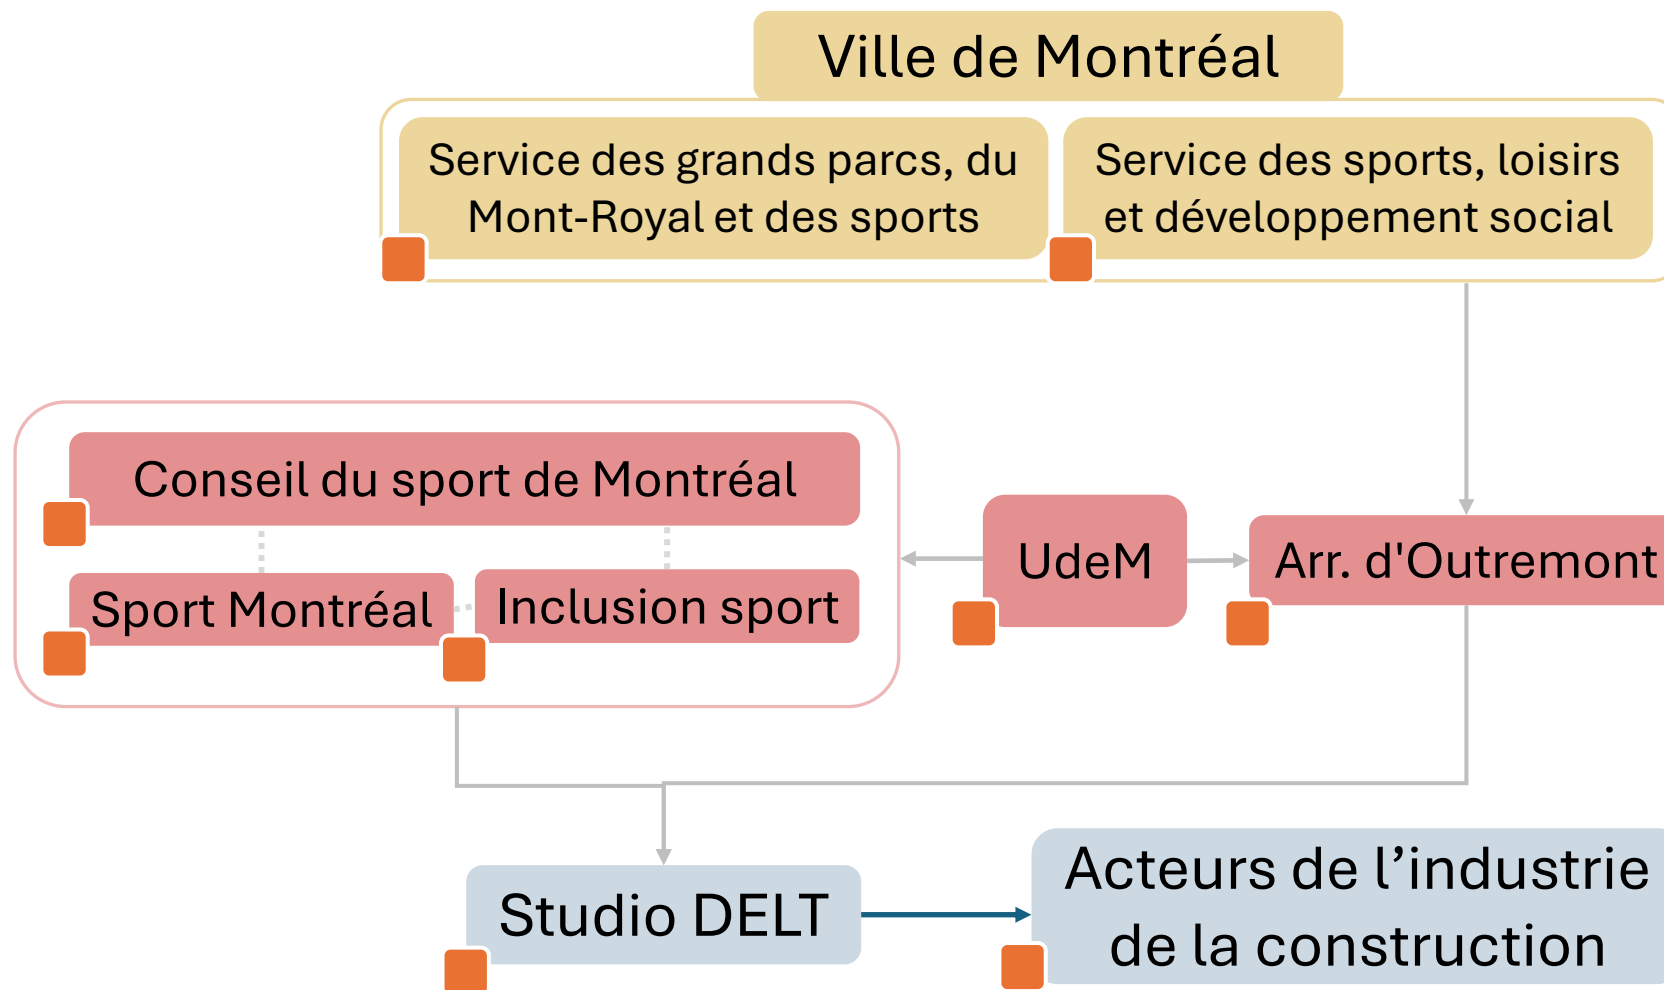 Ville de Montréal
Service des grands parcs, du
Mont-Royal et des sports
Service des sports, loisirs
et développement social
Conseil du sport de Montréal
Sport Montréal
Inclusion sport
UdeM
Arr. d'Outremont
Studio DELT
Acteurs de l’industrie
de la construction